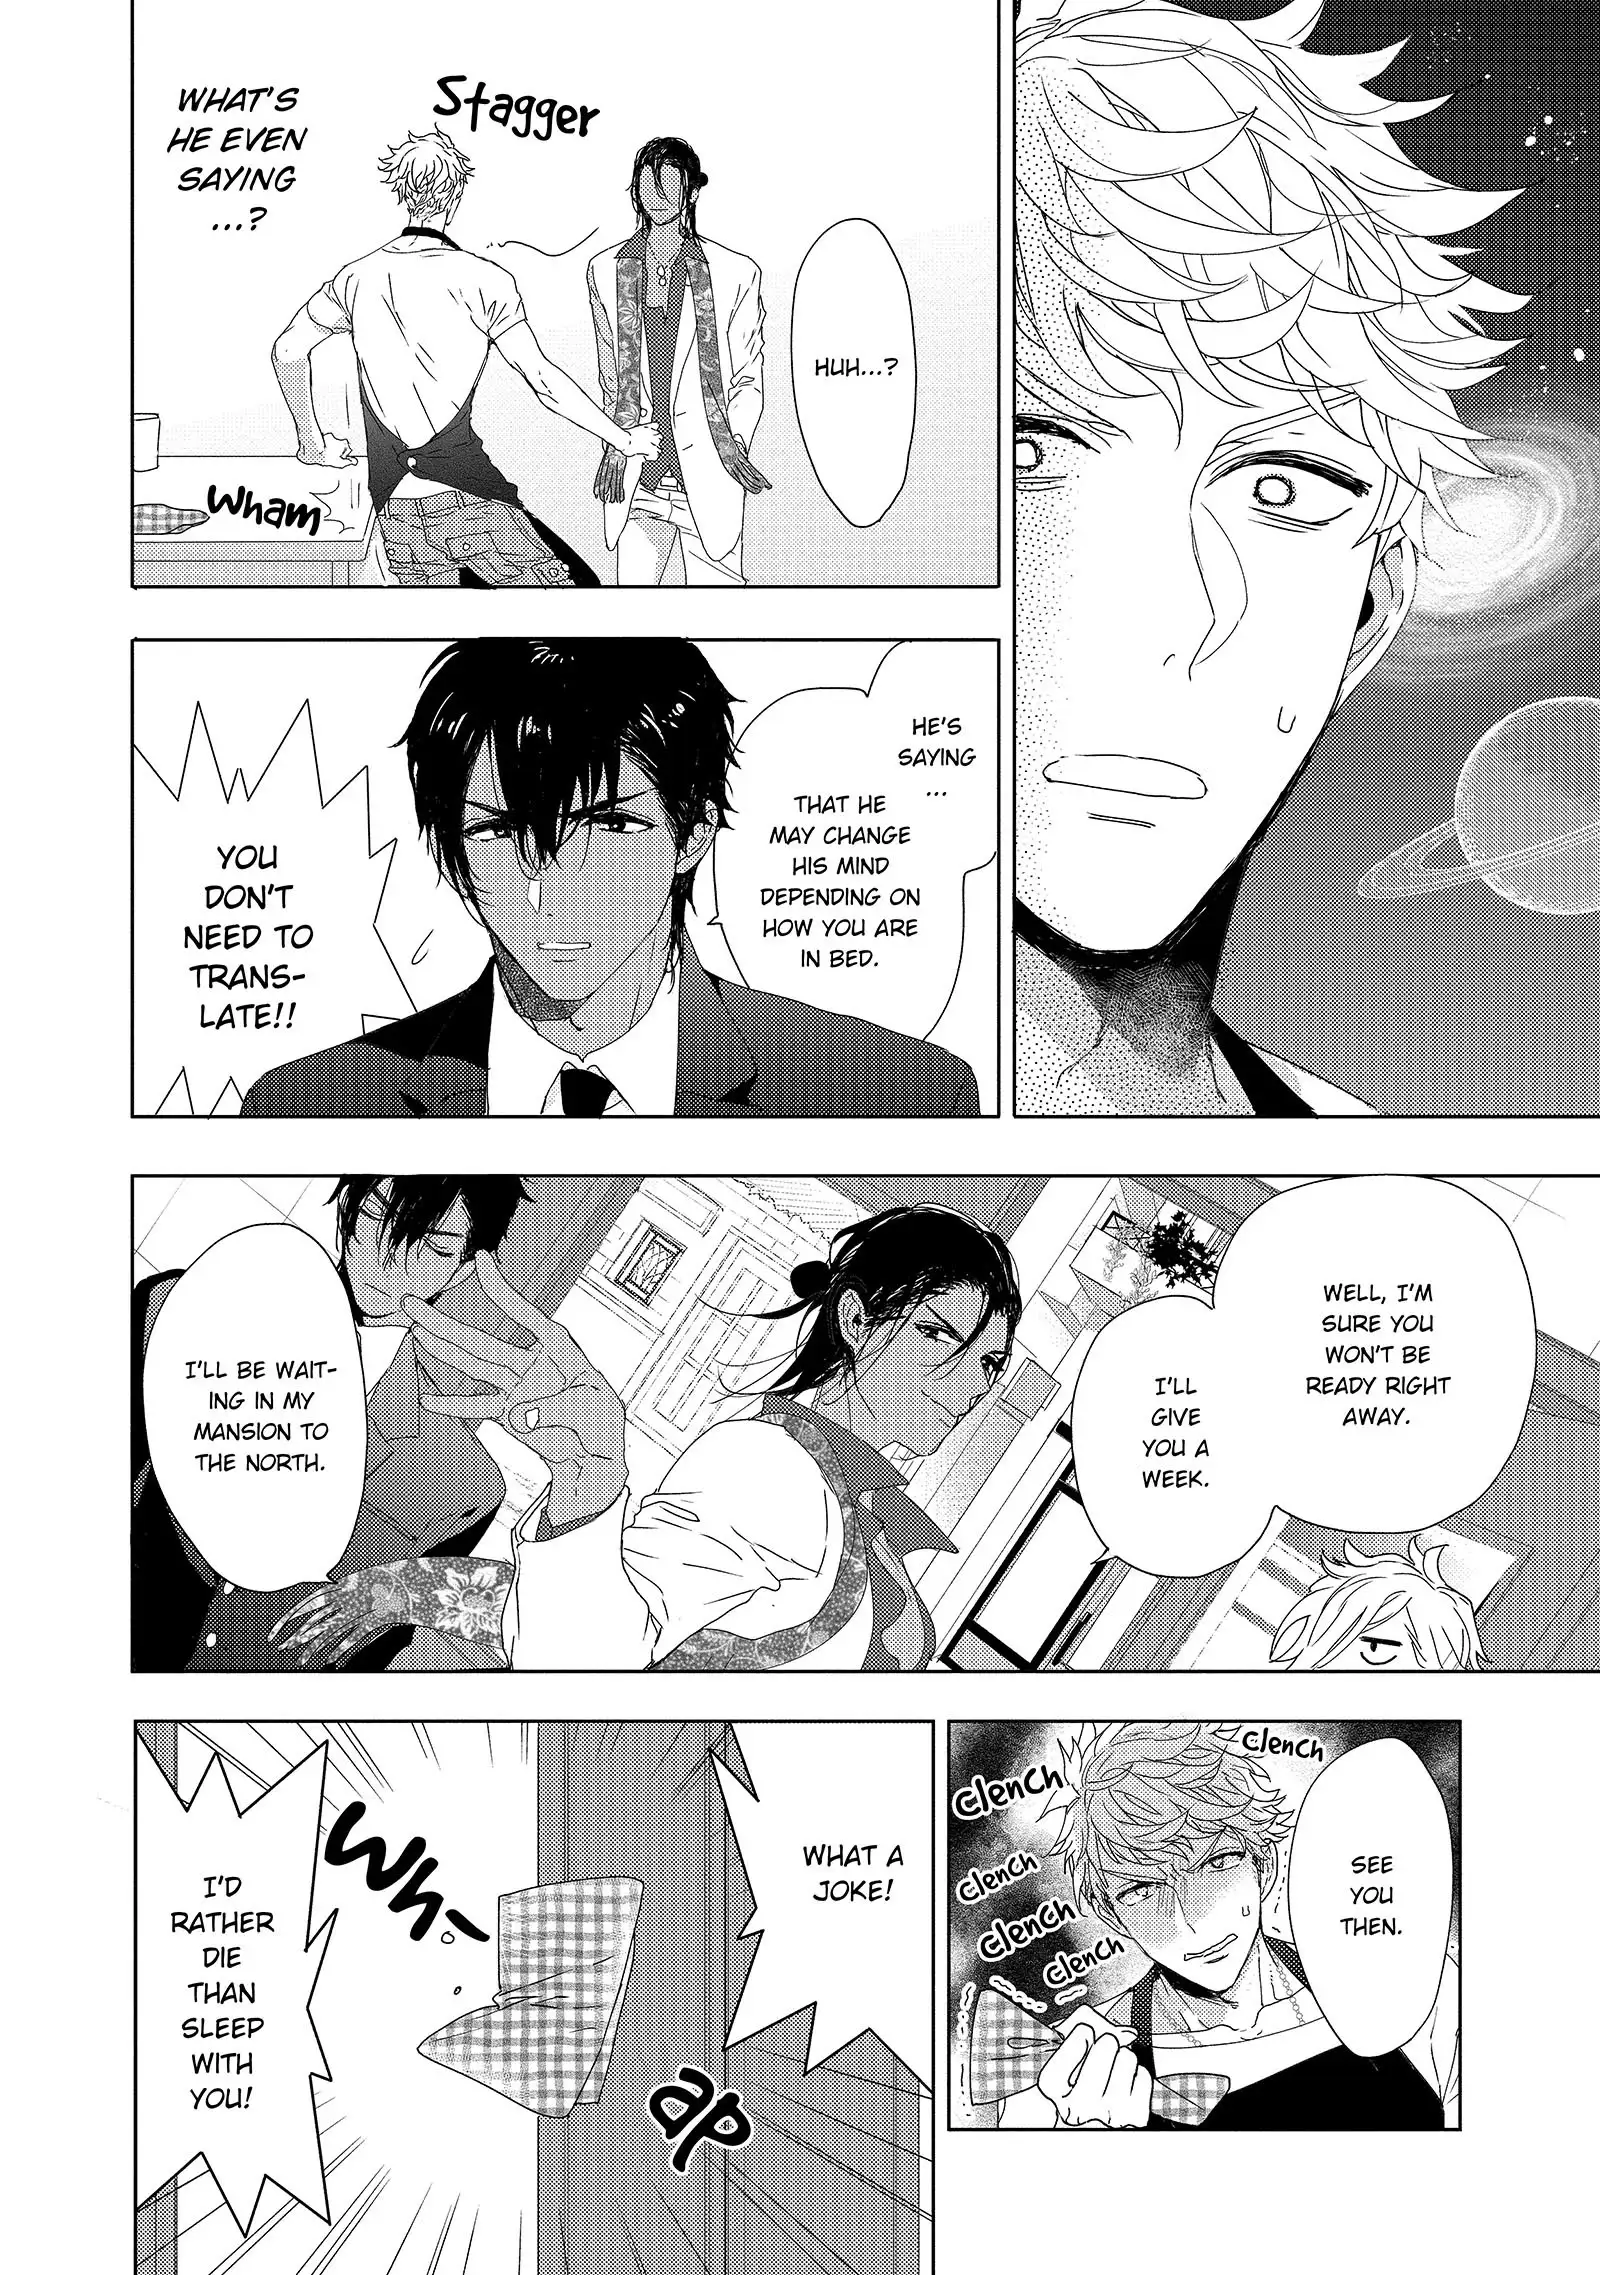 WHAT'S
HE EVEN
SAYING
...?
Stagger
HUH...?
Wham
HE'S
SAYING
...
THAT HE
MAY CHANGE
HIS MIND
DEPENDING ON
HOW YOU ARE
IN BED.
YOU
DON'T
NEED TO
TRANS-
LATE!!
WELL, I'M
SURE YOU
WON'T BE
READY RIGHT
AWAY.
I'LL
GIVE
YOU A
WEEK.
I'LL BE WAIT-
ING IN MY
MANSION TO
THE NORTH.
SEE
YOU
THEN.
clench
clench
clench
clench
clench
WHAT A
JOKE!
Wh-
ap
I'D
RATHER
DIE
THAN
SLEEP
WITH
YOU!